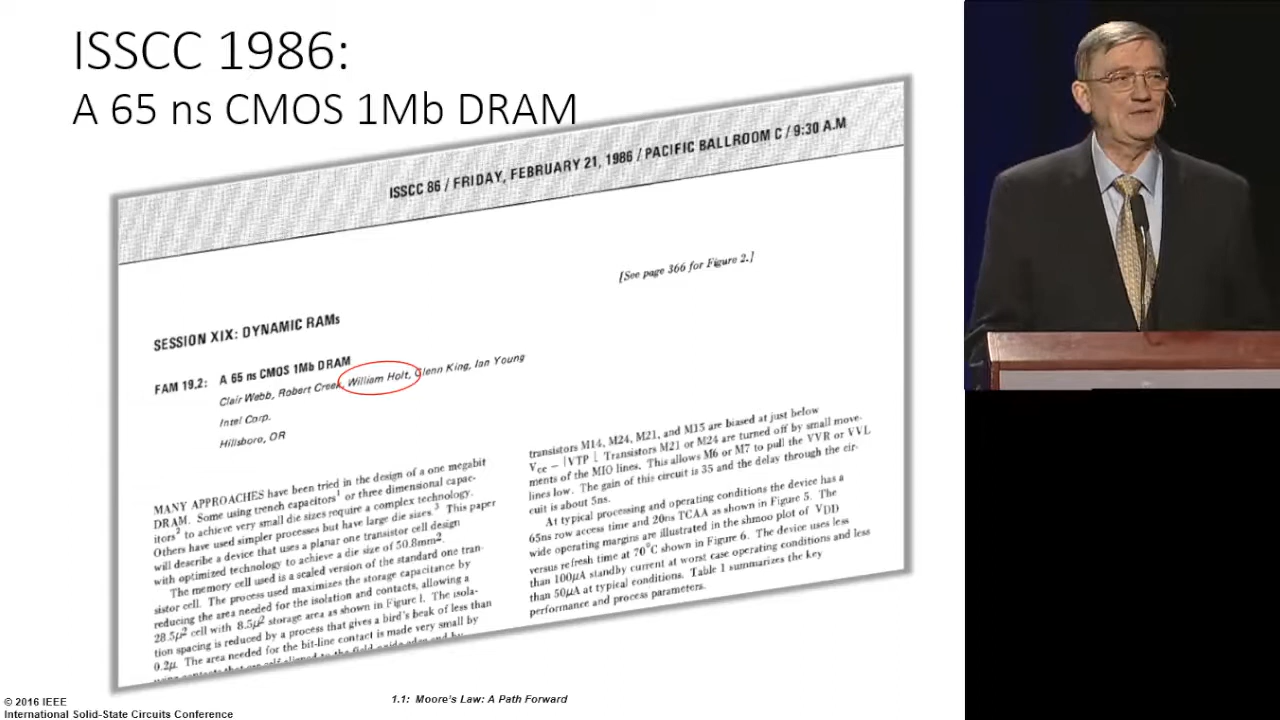 ISSCC 1986:
A 65 ns CMOS 1Mb DRAM
ISSCC 86 / FRIDAY, FEBRUARY 21, 1986 / PACIFIC BALLROOM C / 9:30 A.M
[See page 366 for Figure 2.]
SESSION XIX: DYNAMIC RAMs
FAM 19.2: A 65 ns CMOS 1Mb DRAM
Clair Webb, Robert Creek, William Holt, Glenn King, Ian Young
Intel Corp.
Hillsboro, OR
MANY APPROACHES have been tried in the design of a one megabit
DRAM. Some using trench capacitors1 or three dimensional capac-
itors2 to achieve very small die sizes require a complex technology.
Others have used simpler processes but have large die sizes.3 This paper
will describe a device that uses a planar one transistor cell design
with optimized technology to achieve a die size of 50.8mm2.
The memory cell used is a scaled version of the standard one tran-
sistor cell. The process used maximizes the storage capacitance by
reducing the area needed for the isolation and contacts, allowing a
28.5µ2 cell with 8.5µ2 storage area as shown in Figure 1. The isola-
tion spacing is reduced by a process that gives a bird's beak of less than
0.2µ. The area needed for the bit-line contact is made very small by
transistors M14, M24, M21, and M15 are biased at just below
Vcc − |VTP|. Transistors M21 or M24 are turned off by small move-
ments of the MIO lines. This allows M6 or M7 to pull the VVR or VVL
lines low. The gain of this circuit is 35 and the delay through the cir-
cuit is about 5ns.
At typical processing and operating conditions the device has a
65ns row access time and 20ns TCAA as shown in Figure 5. The
wide operating margins are illustrated in the shmoo plot of VDD
versus refresh time at 70°C shown in Figure 6. The device uses less
than 100µA standby current at worst case operating conditions and less
than 50µA at typical conditions. Table 1 summarizes the key
performance and process parameters.
© 2016 IEEE
International Solid-State Circuits Conference
1.1: Moore's Law: A Path Forward